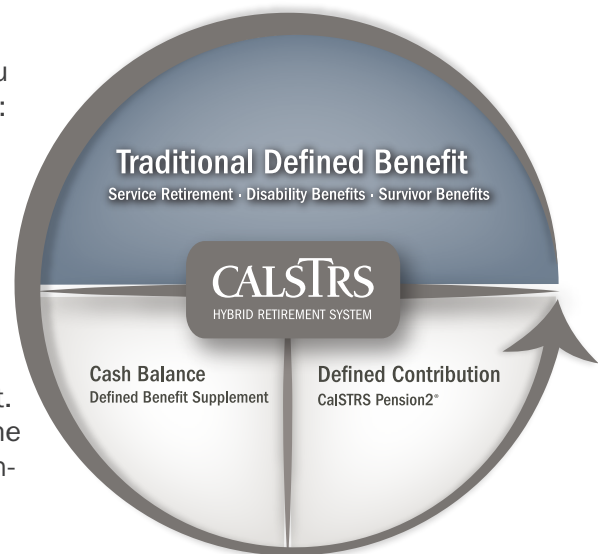 u
:
Traditional Defined Benefit
Service Retirement · Disability Benefits · Survivor Benefits
CALSTRS
HYBRID RETIREMENT SYSTEM
Cash Balance
Defined Benefit Supplement
Defined Contribution
CalSTRS Pension2®
t.
ne
n-